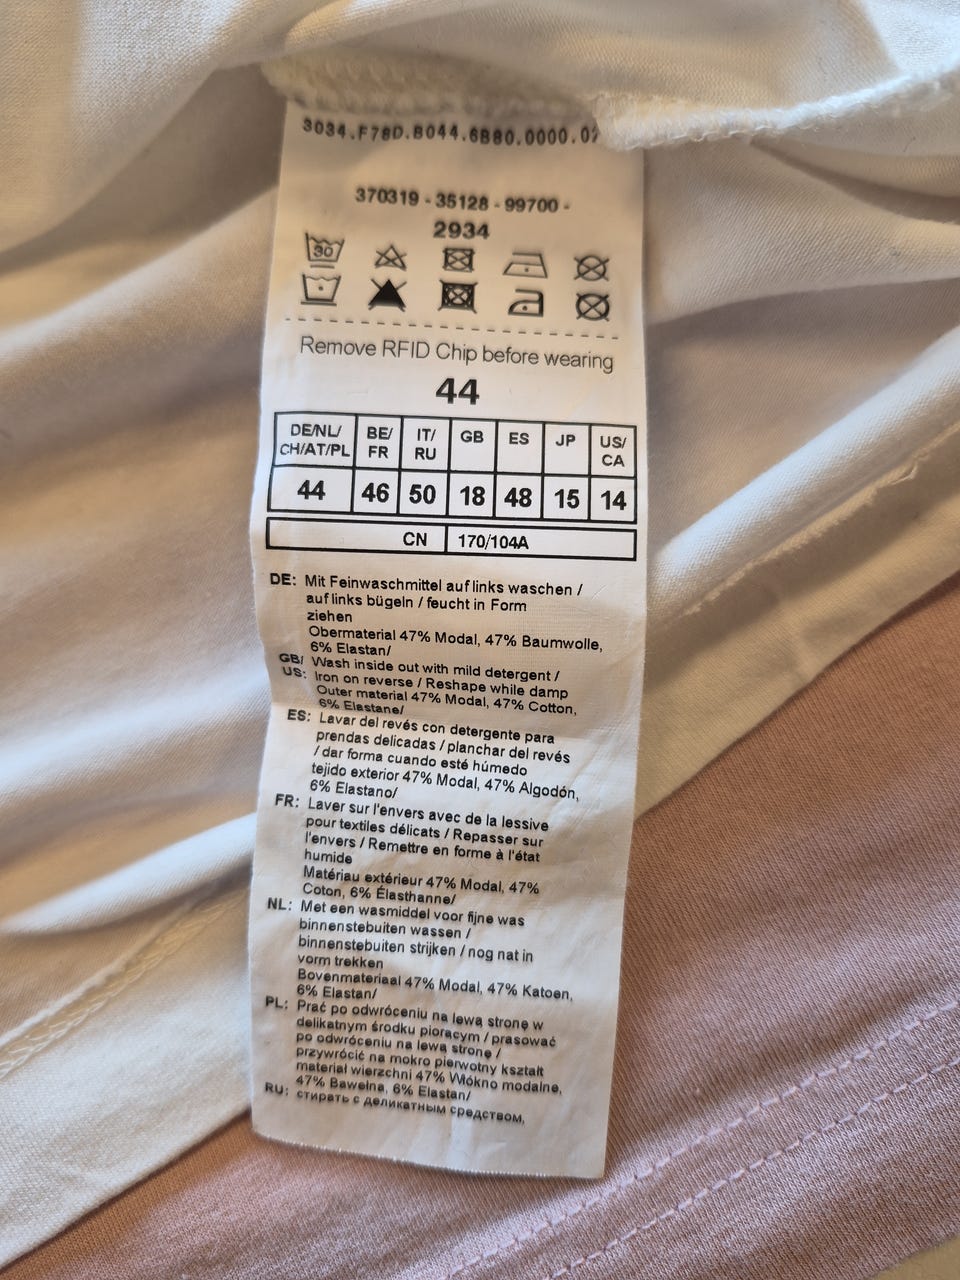 3034.F78D.B044.6B80.0000.02
370319 - 35128 - 99700 -
2934
30
Remove RFID Chip before wearing
44
DE/NL/ BE/ IT/ GB ES JP US/
CH/AT/PL FR RU CA
44 46 50 18 48 15 14
CN 170/104A
DE: Mit Feinwaschmittel auf links waschen /
auf links bügeln / feucht in Form
ziehen
Obermaterial 47% Modal, 47% Baumwolle,
6% Elastan/
GB/ Wash inside out with mild detergent /
US: Iron on reverse / Reshape while damp
Outer material 47% Modal, 47% Cotton,
6% Elastane/
ES: Lavar del revés con detergente para
prendas delicadas / planchar del revés
/ dar forma cuando esté húmedo
tejido exterior 47% Modal, 47% Algodón,
6% Elastano/
FR: Laver sur l'envers avec de la lessive
pour textiles délicats / Repasser sur
l'envers / Remettre en forme à l'état
humide
Matériau extérieur 47% Modal, 47%
Coton, 6% Élasthanne/
NL: Met een wasmiddel voor fijne was
binnenstebuiten wassen /
binnenstebuiten strijken / nog nat in
vorm trekken
Bovenmateriaal 47% Modal, 47% Katoen,
6% Elastan/
PL: Prać po odwróceniu na lewą stronę w
delikatnym środku piorącym / prasować
po odwróceniu na lewą stronę /
przywrócić na mokro pierwotny kształt
materiał wierzchni 47% Włókno modalne,
47% Bawełna, 6% Elastan/
RU: стирать с деликатным средством,